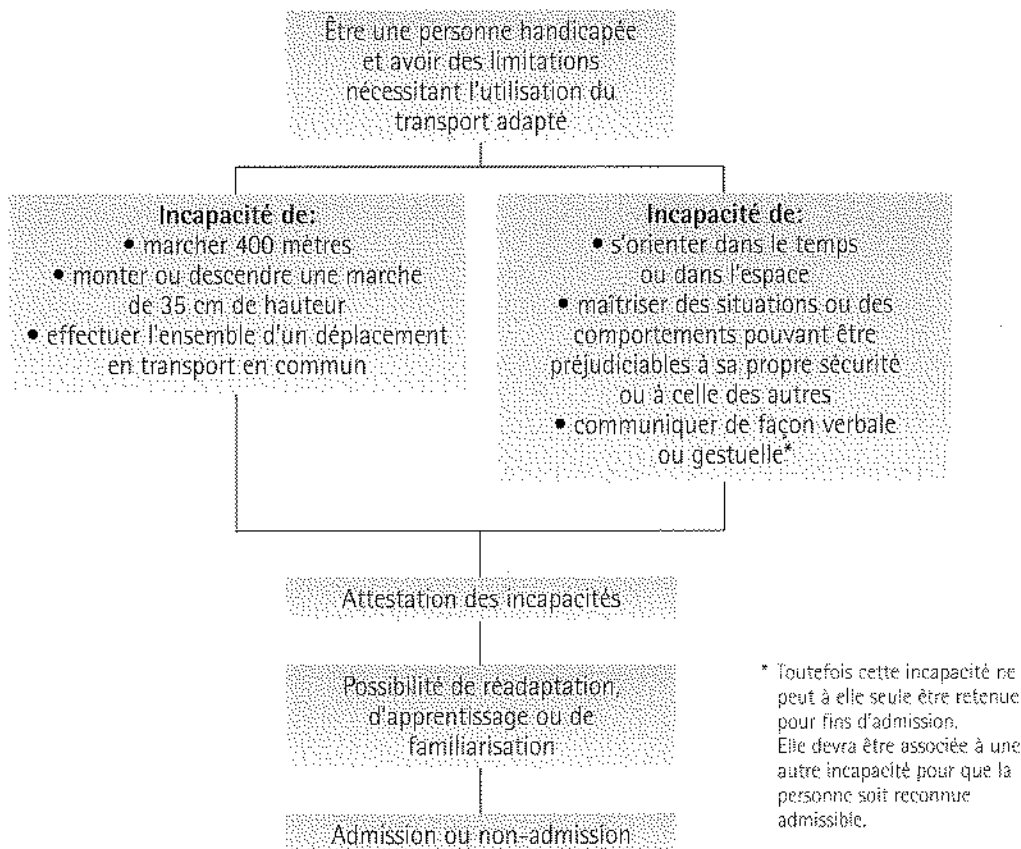 Être une personne handicapée
et avoir des limitations
nécessitant l'utilisation du
transport adapté
Incapacité de:
• marcher 400 mètres
• monter ou descendre une marche
de 35 cm de hauteur
• effectuer l'ensemble d'un déplacement
en transport en commun
Incapacité de:
• s'orienter dans le temps
ou dans l'espace
• maîtriser des situations ou des
comportements pouvant être
préjudiciables à sa propre sécurité
ou à celle des autres
• communiquer de façon verbale
ou gestuelle*
Attestation des incapacités
Possibilité de réadaptation,
d'apprentissage ou de
familiarisation
Admission ou non-admission
* Toutefois cette incapacité ne
peut à elle seule être retenue
pour fins d'admission.
Elle devra être associée à une
autre incapacité pour que la
personne soit reconnue
admissible.